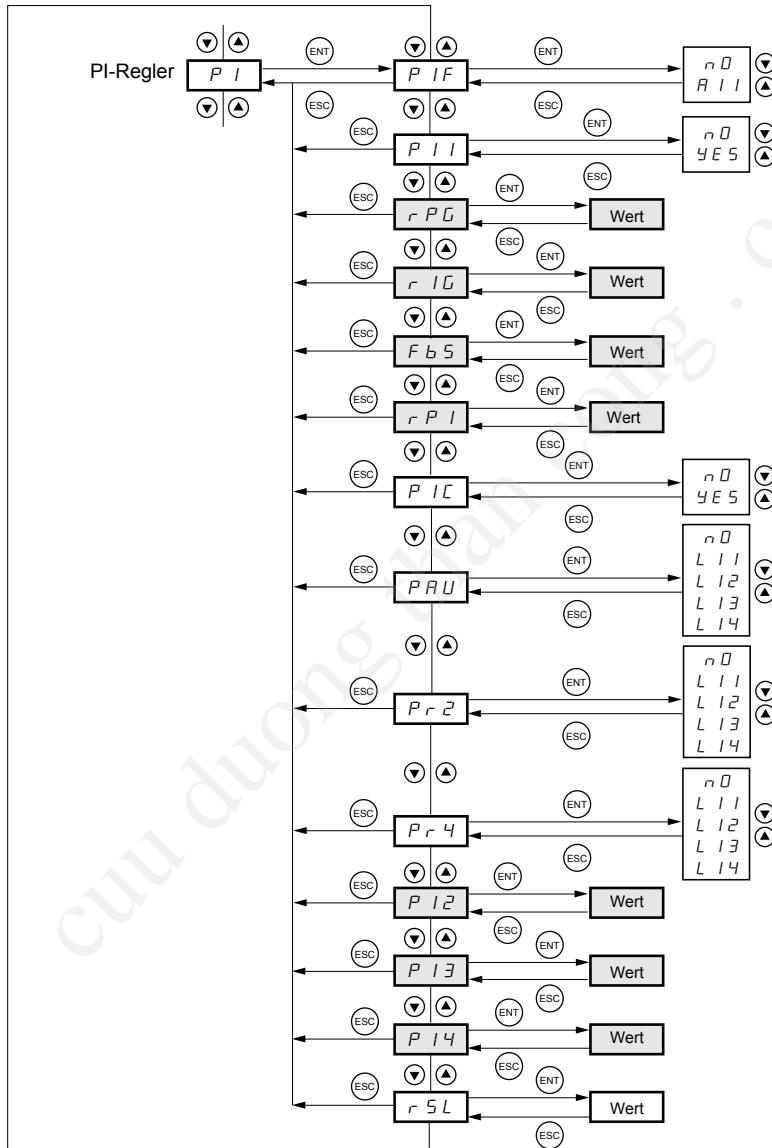 PI-Regler
PI
ENT
ESC
PIF
ENT
ESC
nO
AI1
ESC
PII
ENT
ESC
nO
YES
ESC
rPG
ENT
ESC
Wert
ESC
rIG
ENT
ESC
Wert
ESC
FbS
ENT
ESC
Wert
ESC
rPI
ENT
ESC
Wert
ESC
PIC
ENT
ESC
nO
YES
ESC
PAU
ENT
ESC
nO
LI1
LI2
LI3
LI4
ESC
Pr2
ENT
ESC
nO
LI1
LI2
LI3
LI4
ESC
Pr4
ENT
ESC
nO
LI1
LI2
LI3
LI4
ESC
PI2
ENT
ESC
Wert
ESC
PI3
ENT
ESC
Wert
ESC
PI4
ENT
ESC
Wert
ESC
rSL
ENT
ESC
Wert
cuu duong than cong . c